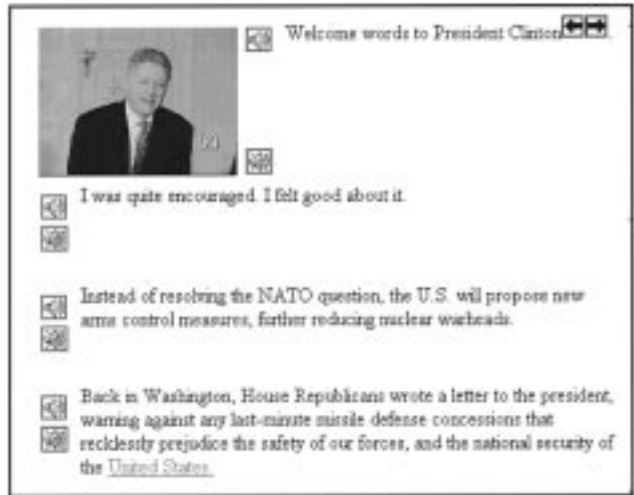 Welcome words to President Clinton
I was quite encouraged. I felt good about it.
Instead of resolving the NATO question, the U.S. will propose new
arms control measures, further reducing nuclear warheads.
Back in Washington, House Republicans wrote a letter to the president,
warning against any last-minute missile defense concessions that
recklessly prejudice the safety of our forces, and the national security of
the United States.